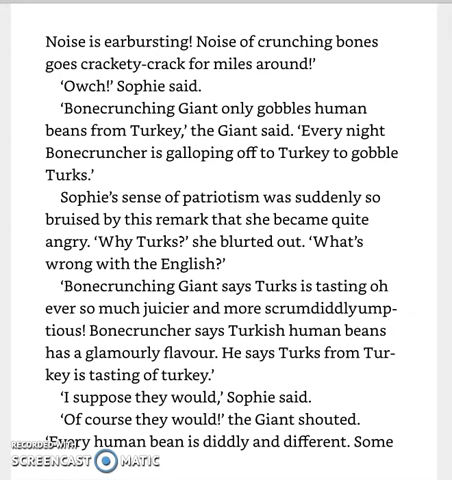 Noise is earbursting! Noise of crunching bones
goes crackety-crack for miles around!’
‘Owch!’ Sophie said.
‘Bonecrunching Giant only gobbles human
beans from Turkey,’ the Giant said. ‘Every night
Bonecruncher is galloping off to Turkey to gobble
Turks.’
Sophie’s sense of patriotism was suddenly so
bruised by this remark that she became quite
angry. ‘Why Turks?’ she blurted out. ‘What’s
wrong with the English?’
‘Bonecrunching Giant says Turks is tasting oh
ever so much juicier and more scrumdiddlyump-
tious! Bonecruncher says Turkish human beans
has a glamourly flavour. He says Turks from Tur-
key is tasting of turkey.’
‘I suppose they would,’ Sophie said.
‘Of course they would!’ the Giant shouted.
‘Every human bean is diddly and different. Some
RECORDED WITH
SCREENCAST MATIC